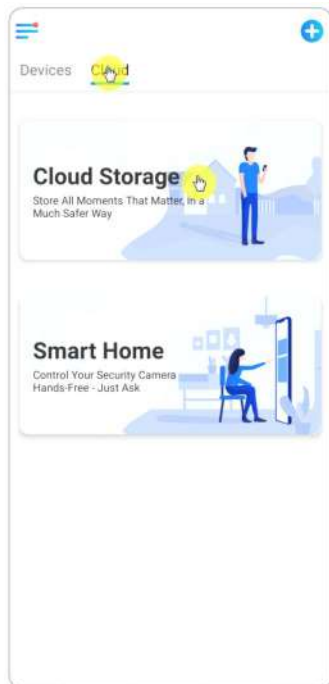 Devices Cloud
Cloud Storage
Store All Moments That Matter, In a
Much Safer Way
Smart Home
Control Your Security Camera
Hands-Free - Just Ask